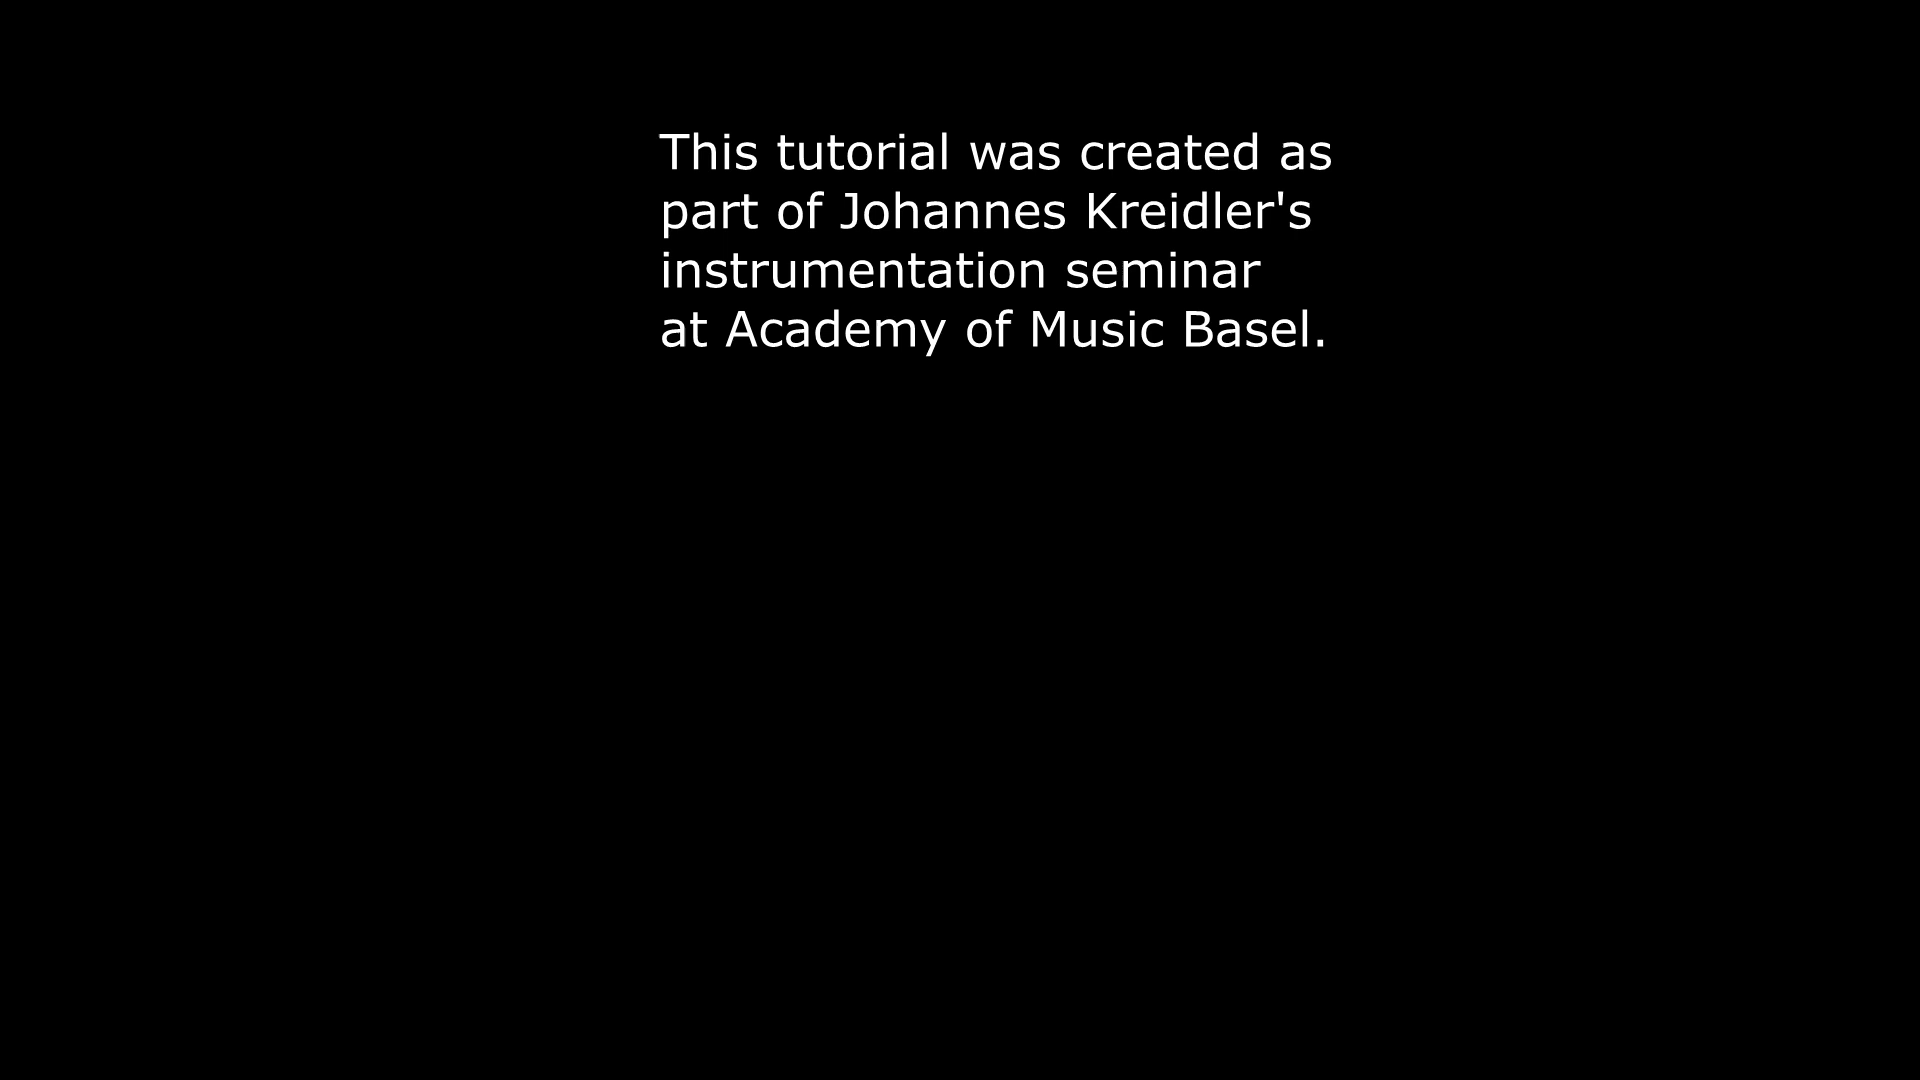 This tutorial was created as
part of Johannes Kreidler's
instrumentation seminar
at Academy of Music Basel.